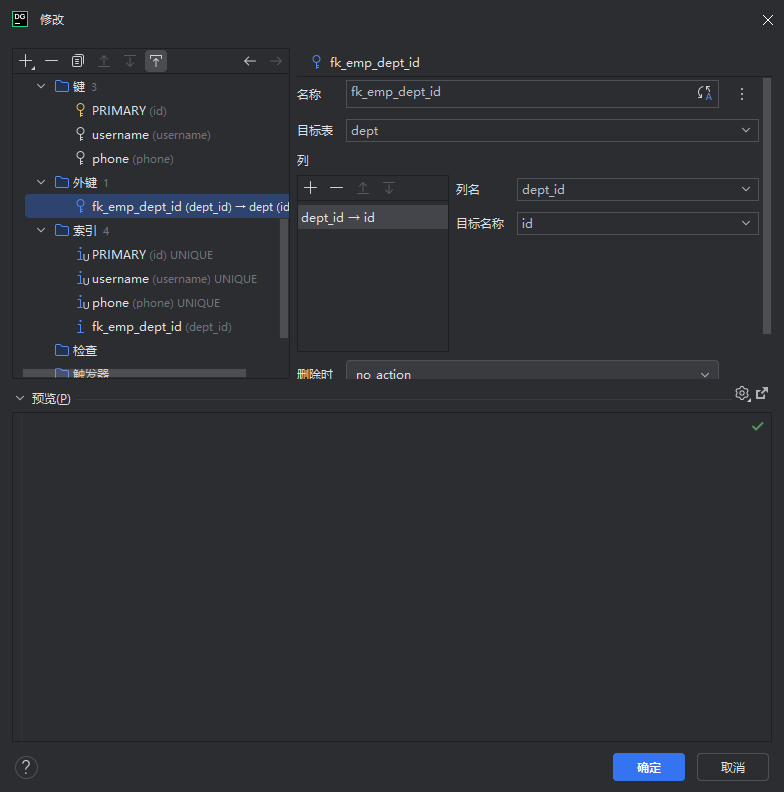 DG 修改
键 3
PRIMARY (id)
username (username)
phone (phone)
外键 1
fk_emp_dept_id (dept_id) → dept (id
索引 4
PRIMARY (id) UNIQUE
username (username) UNIQUE
phone (phone) UNIQUE
fk_emp_dept_id (dept_id)
检查
触发器
fk_emp_dept_id
名称 fk_emp_dept_id
目标表 dept
列
dept_id → id
列名 dept_id
目标名称 id
删除时 no_action
预览(P)
? 确定 取消